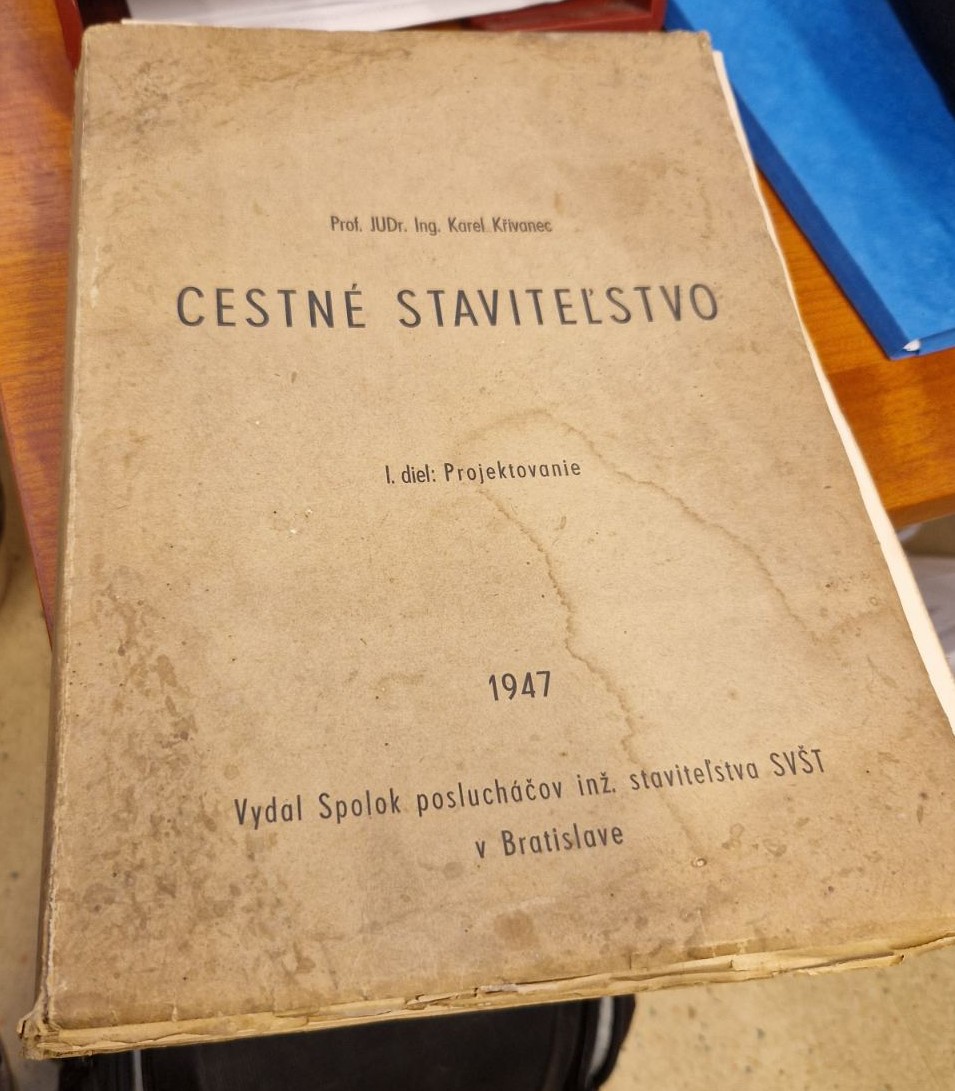 Prof. JUDr. Ing. Karel Křivanec
CESTNÉ STAVITEĽSTVO
I. diel: Projektovanie
1947
Vydal Spolok poslucháčov inž. staviteľstva SVŠT
v Bratislave